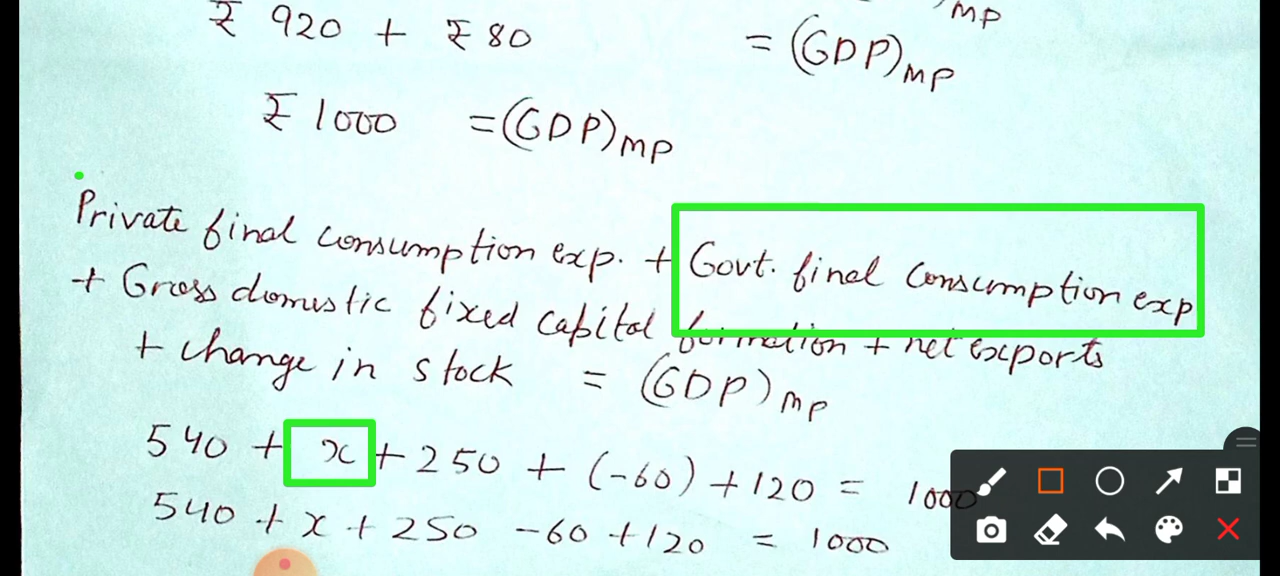 MP
₹ 920 + ₹ 80 = (GDP)MP
₹ 1000 = (GDP)MP
Private final consumption exp. + Govt. final consumption exp
+ Gross domestic fixed capital formation + net exports
+ change in stock = (GDP)MP
540 + x + 250 + (-60) + 120 = 1000
540 + x + 250 - 60 + 120 = 1000